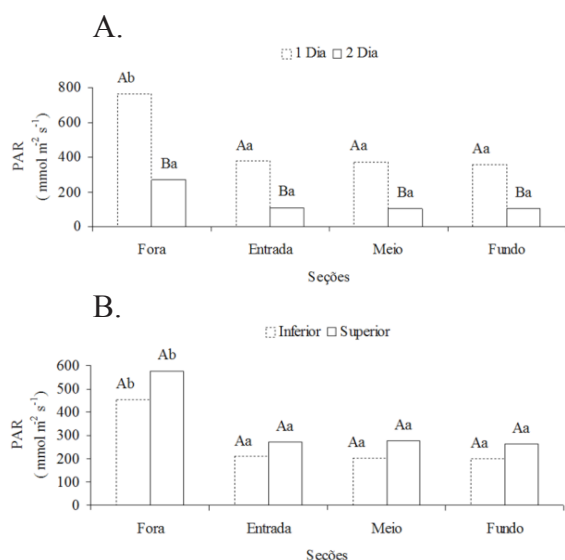 A.
1 Dia 2 Dia
800
600
400
200
0
PAR
( mmol m⁻² s⁻¹)
Ab
Ba
Aa
Ba
Aa
Ba
Aa
Ba
Fora Entrada Meio Fundo
Seções
B.
Inferior Superior
600
500
400
300
200
100
0
PAR
( mmol m⁻² s⁻¹)
Ab
Ab
Aa
Aa
Aa
Aa
Aa
Aa
Fora Entrada Meio Fundo
Seções